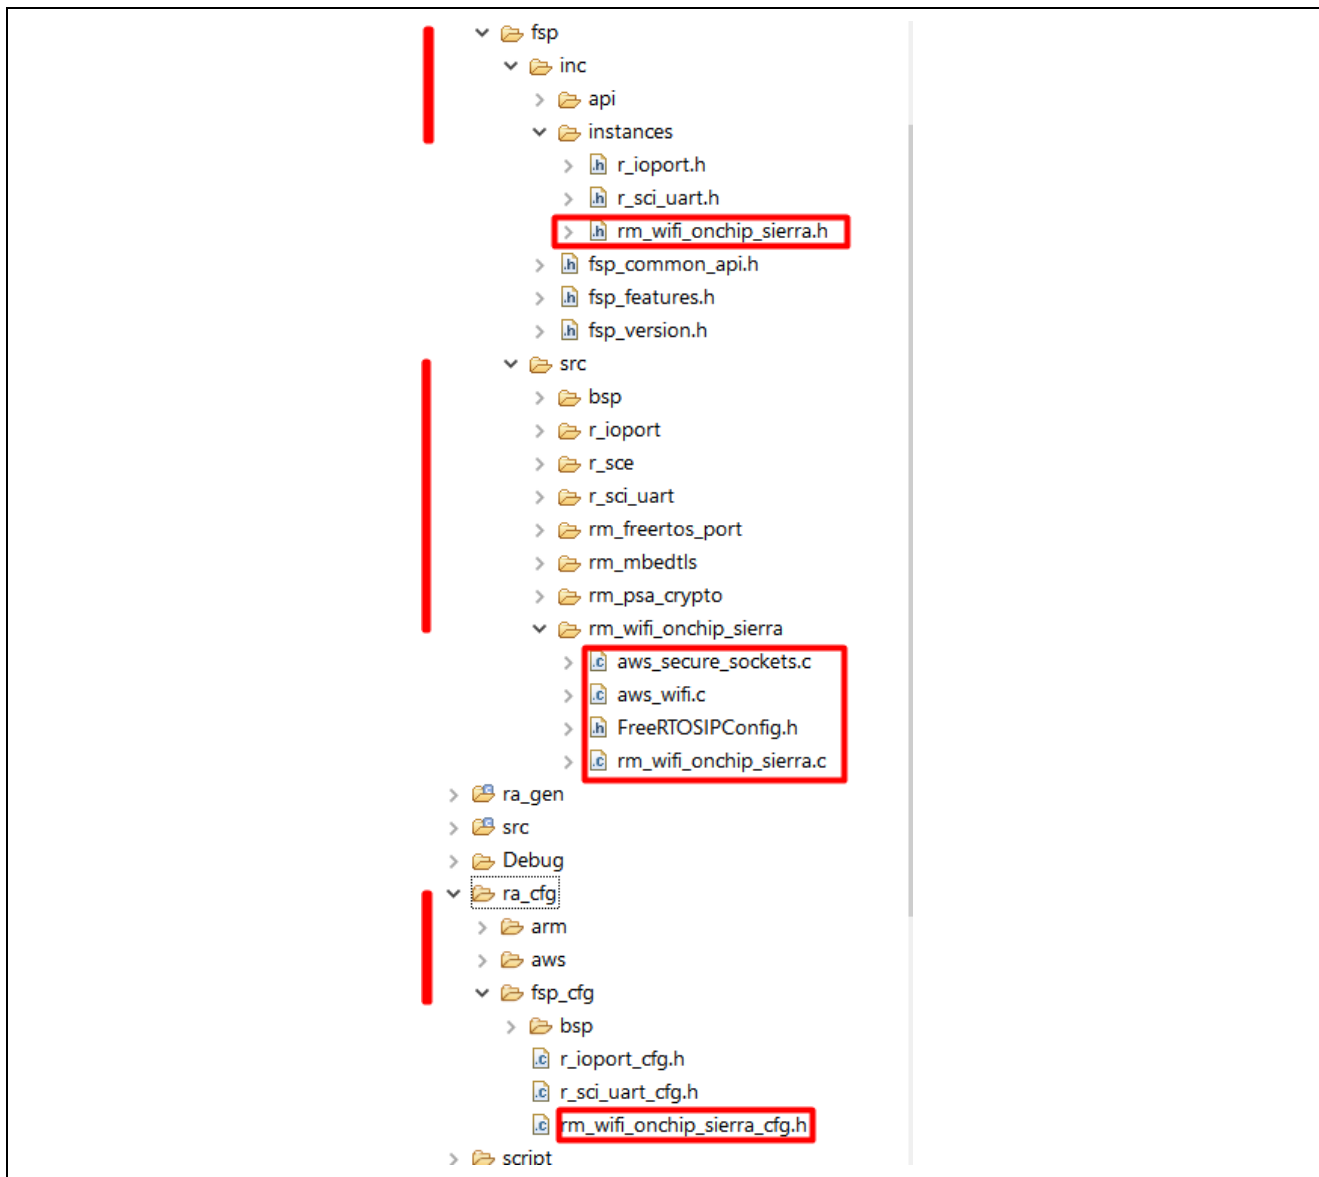 fsp
inc
api
instances
.h r_ioport.h
.h r_sci_uart.h
.h rm_wifi_onchip_sierra.h
.h fsp_common_api.h
.h fsp_features.h
.h fsp_version.h
src
bsp
r_ioport
r_sce
r_sci_uart
rm_freertos_port
rm_mbedtls
rm_psa_crypto
rm_wifi_onchip_sierra
.c aws_secure_sockets.c
.c aws_wifi.c
.h FreeRTOSIPConfig.h
.c rm_wifi_onchip_sierra.c
ra_gen
src
Debug
ra_cfg
arm
aws
fsp_cfg
bsp
.c r_ioport_cfg.h
.c r_sci_uart_cfg.h
.c rm_wifi_onchip_sierra_cfg.h
script